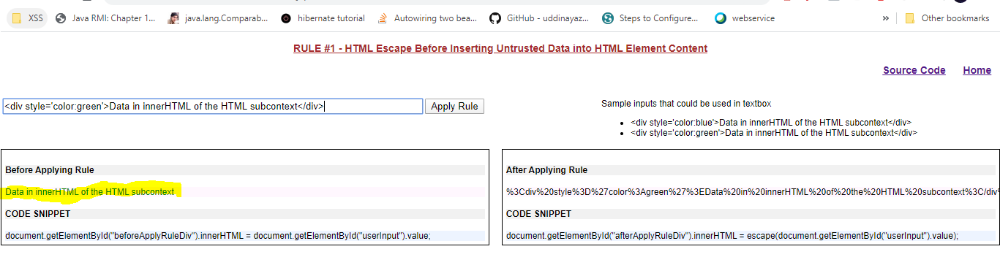 XSS Java RMI: Chapter 1... java.lang.Comparab... hibernate tutorial Autowiring two bea... GitHub - uddinayaz... Steps to Configure... webservice » Other bookmarks
RULE #1 - HTML Escape Before Inserting Untrusted Data into HTML Element Content
Source Code Home
<div style='color:green'>Data in innerHTML of the HTML subcontext</div> Apply Rule
Sample inputs that could be used in textbox
• <div style='color:blue'>Data in innerHTML of the HTML subcontext</div>
• <div style='color:green'>Data in innerHTML of the HTML subcontext</div>
Before Applying Rule
Data in innerHTML of the HTML subcontext
CODE SNIPPET
document.getElementById("beforeApplyRuleDiv").innerHTML = document.getElementById("userInput").value;
After Applying Rule
%3Cdiv%20style%3D%27color%3Agreen%27%3EData%20in%20innerHTML%20of%20the%20HTML%20subcontext%3C/div%
CODE SNIPPET
document.getElementById("afterApplyRuleDiv").innerHTML = escape(document.getElementById("userInput").value);